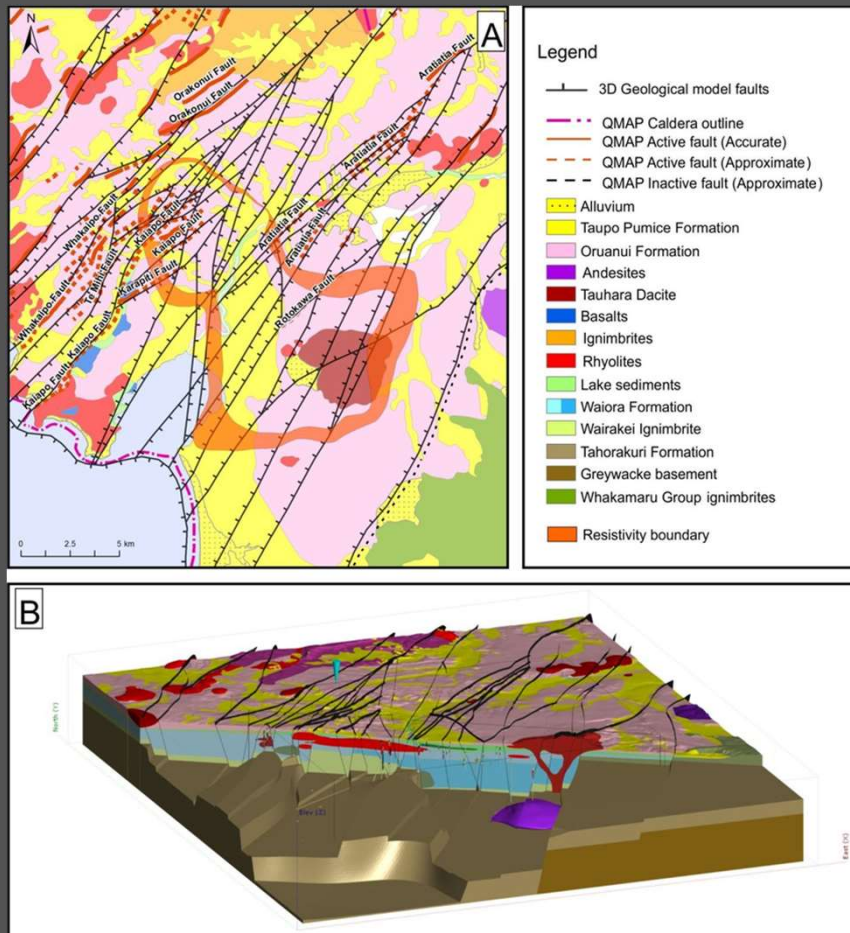 N
A
Orakonui Fault
Orakonui Fault
Aratiatia Fault
Aratiatia Fault
Whakaipo Fault
Kaiapo Fault
Kaiapo Fault
Aratiatia Fault
Aratiatia Fault
Te Mihi Fault
Karapiti Fault
Whakaipo Fault
Rotokawa Fault
Kaiapo Fault
Kaiapo Fault
0 2.5 5 km
Legend
3D Geological model faults
QMAP Caldera outline
QMAP Active fault (Accurate)
QMAP Active fault (Approximate)
QMAP Inactive fault (Approximate)
Alluvium
Taupo Pumice Formation
Oruanui Formation
Andesites
Tauhara Dacite
Basalts
Ignimbrites
Rhyolites
Lake sediments
Waiora Formation
Wairakei Ignimbrite
Tahorakuri Formation
Greywacke basement
Whakamaru Group ignimbrites
Resistivity boundary
B
North (Y)
Elev (Z)
East (X)